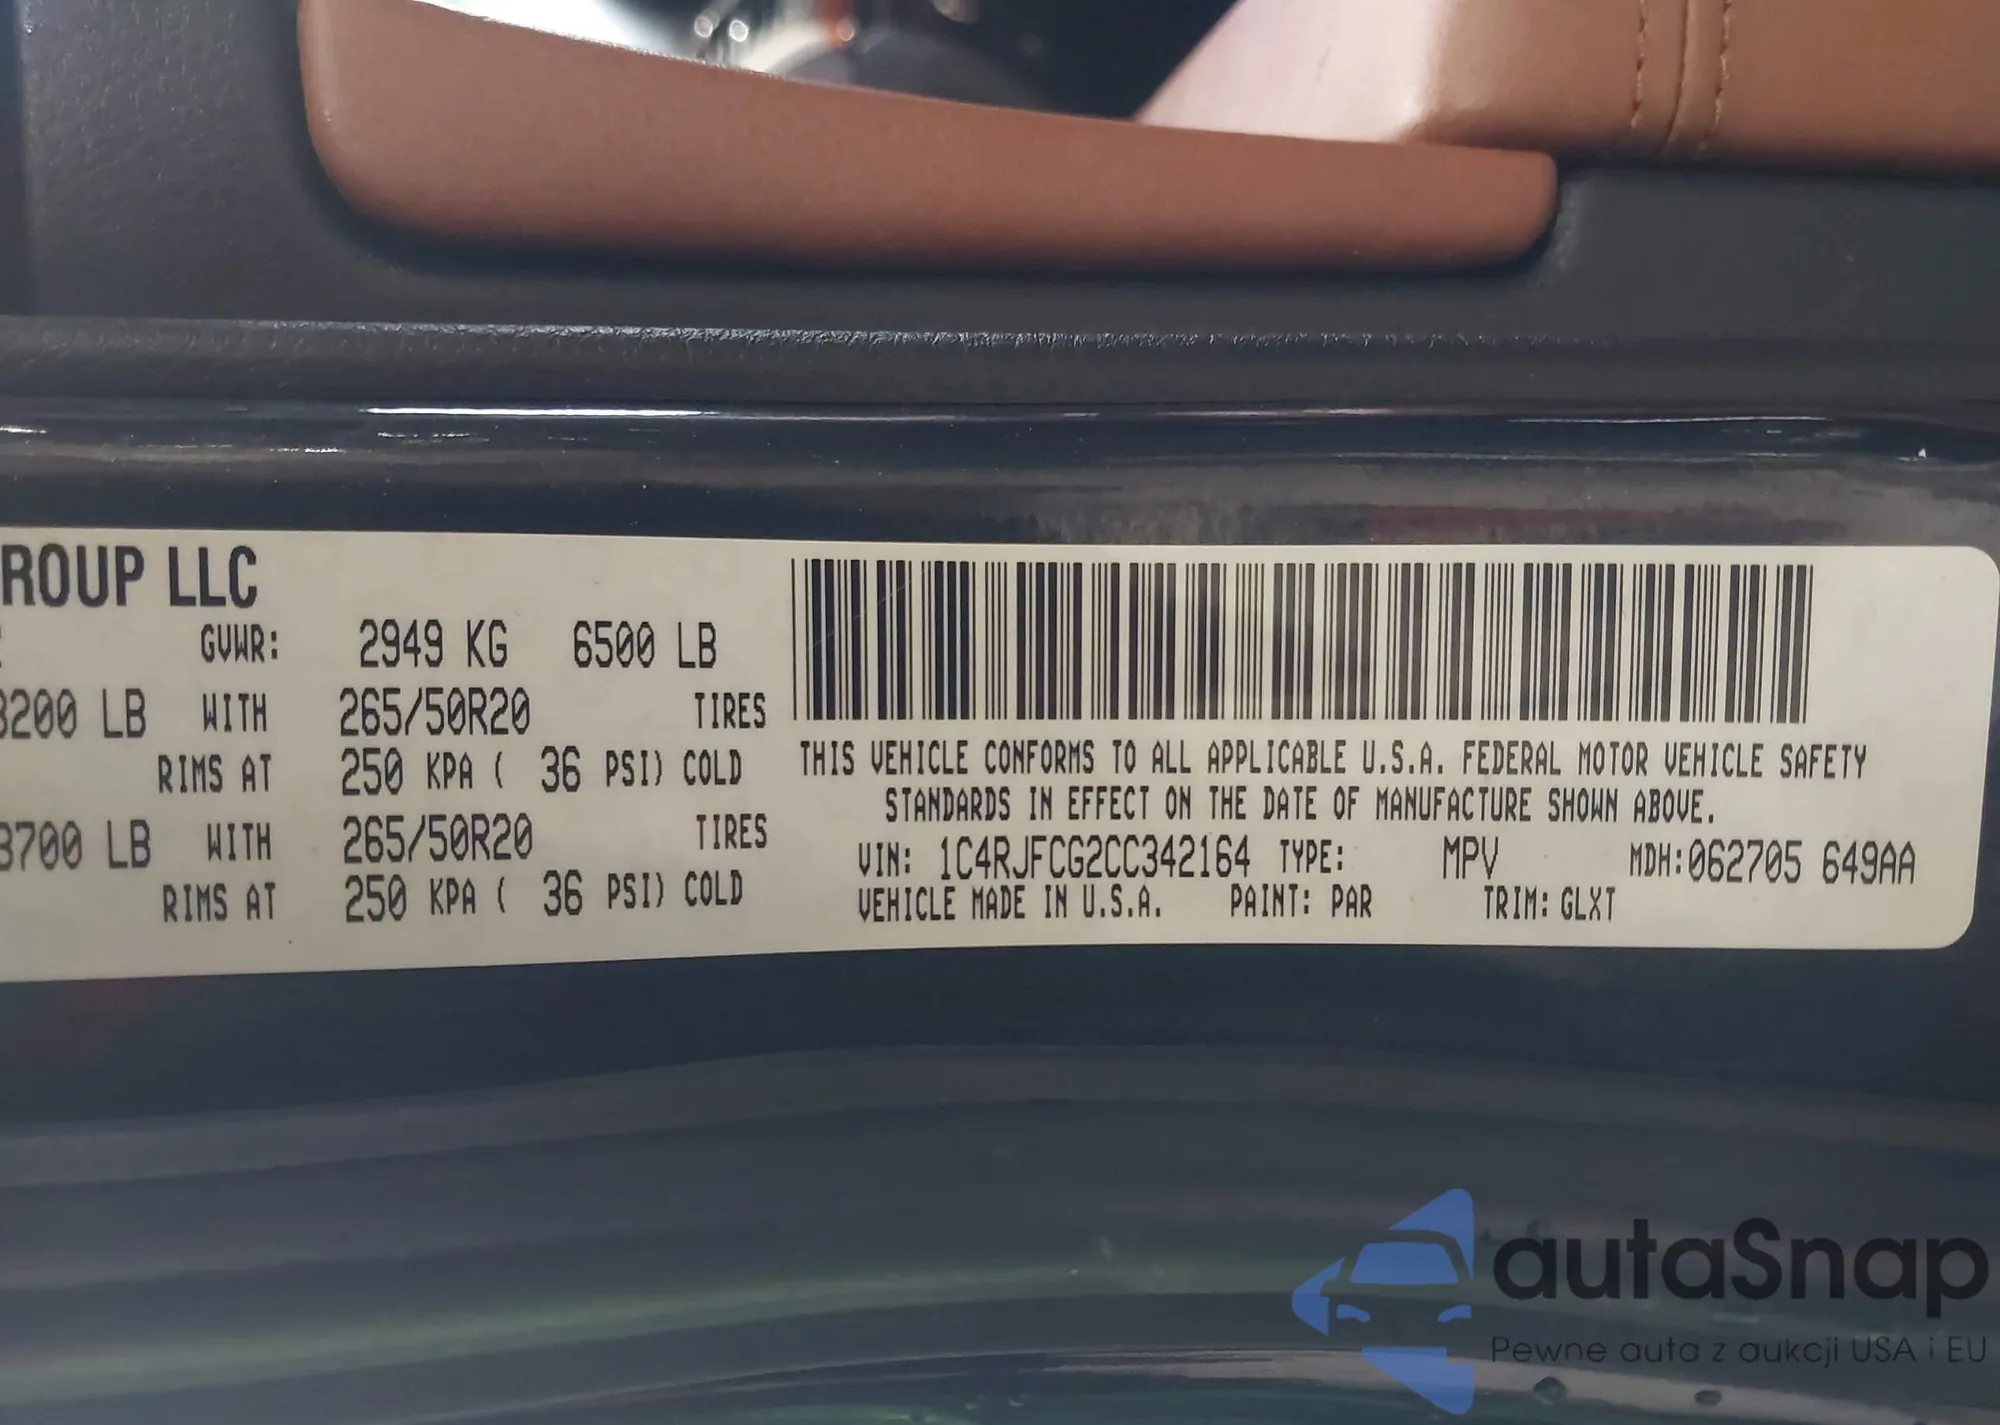 ROUP LLC
GVWR: 2949 KG 6500 LB
3200 LB WITH 265/50R20 TIRES
RIMS AT 250 KPA ( 36 PSI) COLD
3700 LB WITH 265/50R20 TIRES
RIMS AT 250 KPA ( 36 PSI) COLD
THIS VEHICLE CONFORMS TO ALL APPLICABLE U.S.A. FEDERAL MOTOR VEHICLE SAFETY
STANDARDS IN EFFECT ON THE DATE OF MANUFACTURE SHOWN ABOVE.
VIN: 1C4RJFCG2CC342164 TYPE: MPV MDH:062705 649AA
VEHICLE MADE IN U.S.A. PAINT: PAR TRIM: GLXT
autaSnap
Pewne auta z aukcji USA i EU